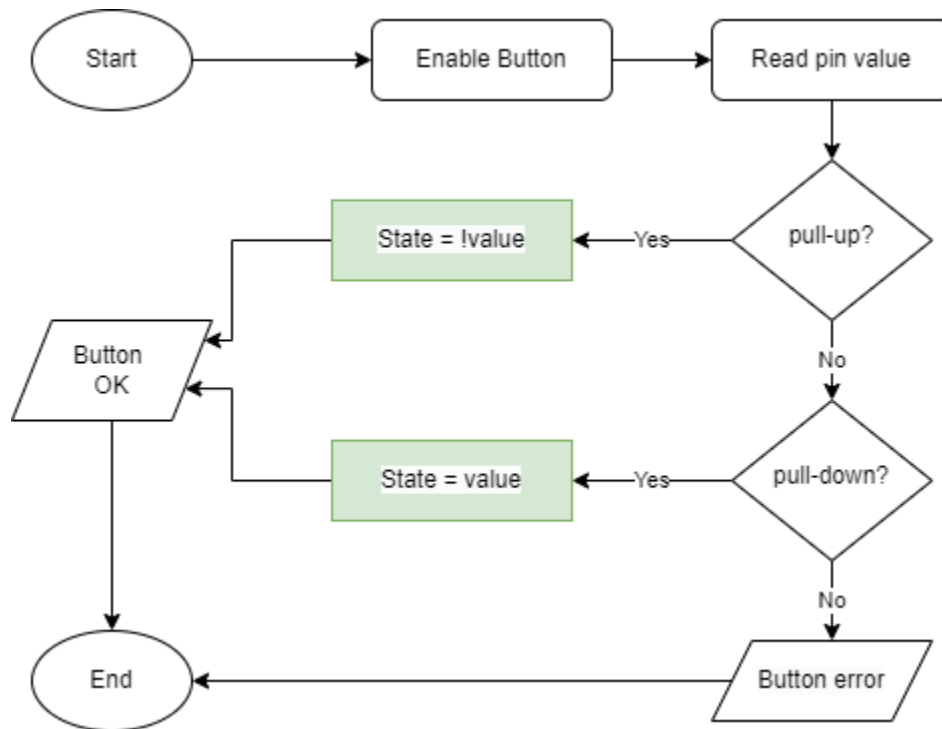 Start
Enable Button
Read pin value
pull-up?
Yes
State = !value
No
Button
OK
pull-down?
Yes
State = value
No
Button error
End